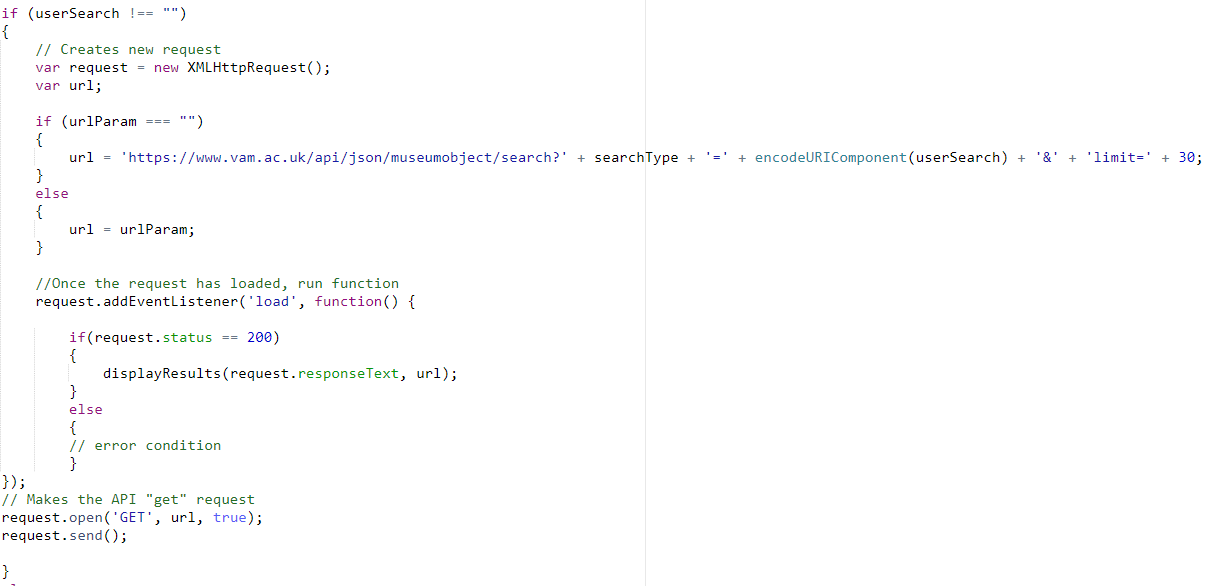 if (userSearch !== "")
{
    // Creates new request
    var request = new XMLHttpRequest();
    var url;

    if (urlParam === "")
    {
        url = 'https://www.vam.ac.uk/api/json/museumobject/search?' + searchType + '=' + encodeURIComponent(userSearch) + '&' + 'limit=' + 30;
    }
    else
    {
        url = urlParam;
    }

    //Once the request has loaded, run function
    request.addEventListener('load', function() {

        if(request.status == 200)
        {
            displayResults(request.responseText, url);
        }
        else
        {
        // error condition
        }
});
// Makes the API "get" request
request.open('GET', url, true);
request.send();

}